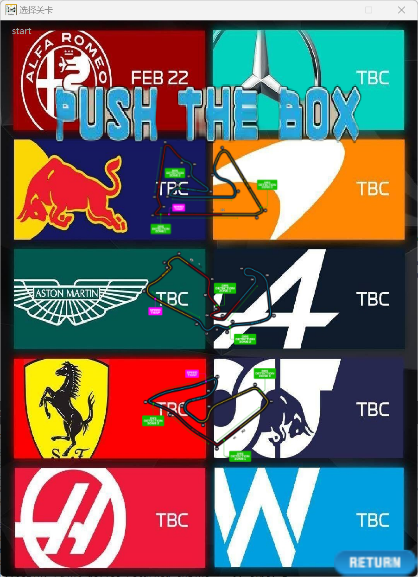 选择关卡
start
ALFA ROMEO
FEB 22
TBC
PUSH THE BOX
TBC
TBC
ASTON MARTIN
TBC
TBC
TBC
TBC
S F
TBC
TBC
RETURN